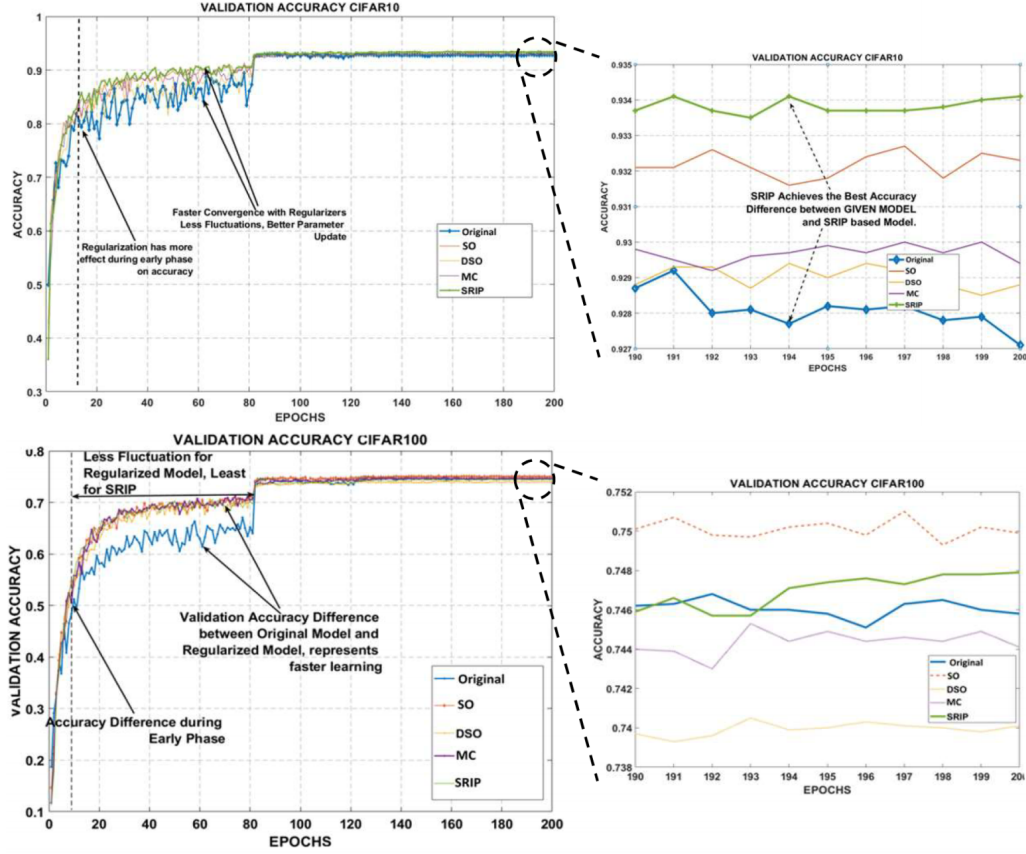 VALIDATION ACCURACY CIFAR10
1
0.9
0.8
0.7
0.6
0.5
0.4
0.3
ACCURACY
Faster Convergence with Regularizers
Less Fluctuations, Better Parameter
Update
Regularization has more
effect during early phase
on accuracy
Original
SO
DSO
MC
SRIP
0
20
40
60
80
100
120
140
160
180
200
EPOCHS
VALIDATION ACCURACY CIFAR10
0.935
0.934
0.933
0.932
0.931
0.93
0.929
0.928
0.927
ACCURACY
SRIP Achieves the Best Accuracy
Difference between GIVEN MODEL
and SRIP based Model.
Original
SO
DSO
MC
SRIP
190
191
192
193
194
195
196
197
198
199
200
EPOCHS
VALIDATION ACCURACY CIFAR100
0.8
0.7
0.6
0.5
0.4
0.3
0.2
0.1
VALIDATION ACCURACY
Less Fluctuation for
Regularized Model, Least
for SRIP
Validation Accuracy Difference
between Original Model and
Regularized Model, represents
faster learning
Accuracy Difference during
Early Phase
Original
SO
DSO
MC
SRIP
0
20
40
60
80
100
120
140
160
180
200
EPOCHS
VALIDATION ACCURACY CIFAR100
0.752
0.75
0.748
0.746
0.744
0.742
0.74
0.738
ACCURACY
Original
SO
DSO
MC
SRIP
190
191
192
193
194
195
196
197
198
199
200
EPOCHS